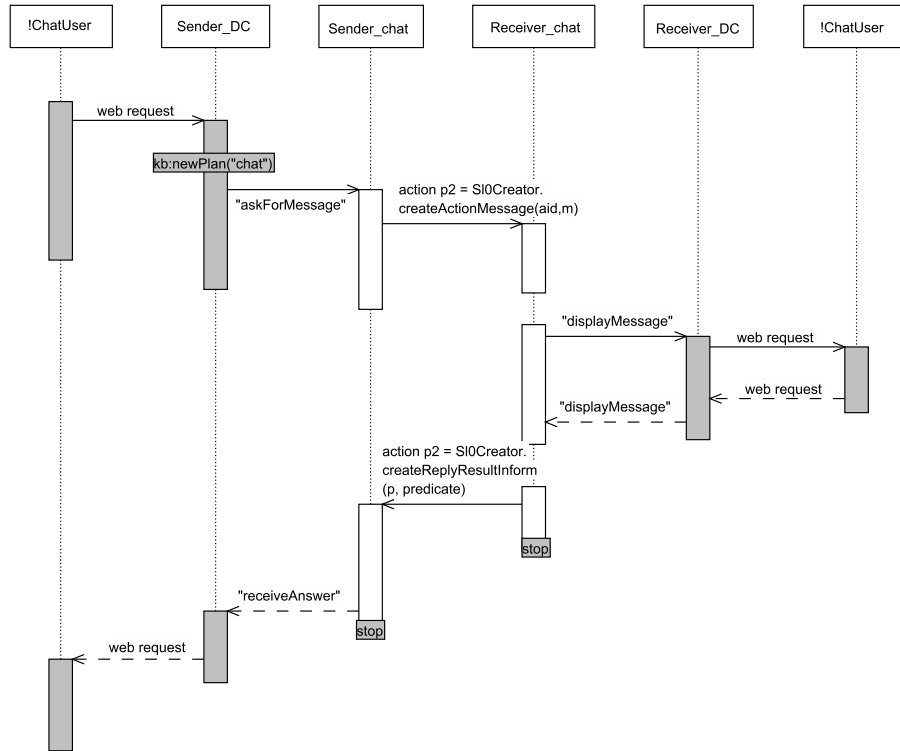 !ChatUser
Sender_DC
Sender_chat
Receiver_chat
Receiver_DC
!ChatUser
web request
kb:newPlan("chat")
"askForMessage"
action p2 = Sl0Creator.
createActionMessage(aid,m)
"displayMessage"
web request
web request
"displayMessage"
action p2 = Sl0Creator.
createReplyResultInform
(p, predicate)
stop
"receiveAnswer"
stop
web request